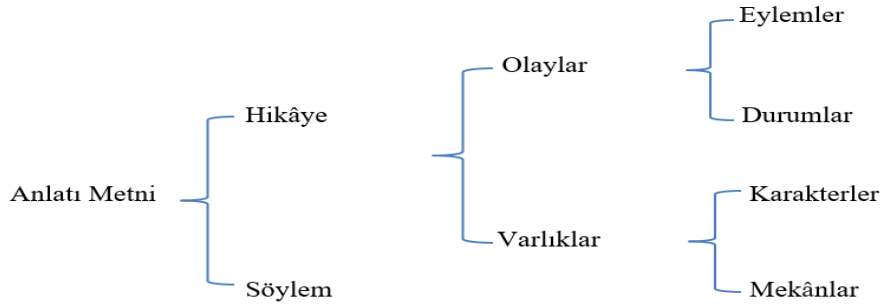 Eylemler
Olaylar
Hikâye
Durumlar
Anlatı Metni
Karakterler
Varlıklar
Söylem
Mekânlar